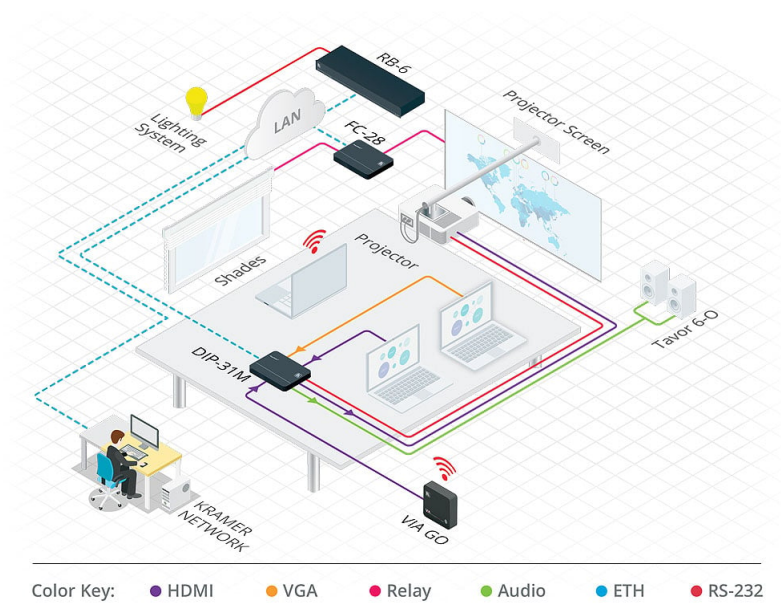 RB-6
Lighting
System
LAN
FC-28
Projector Screen
Shades
Projector
Tavor 6-O
DIP-31M
VIA GO
KRAMER
NETWORK
Color Key: HDMI VGA Relay Audio ETH RS-232